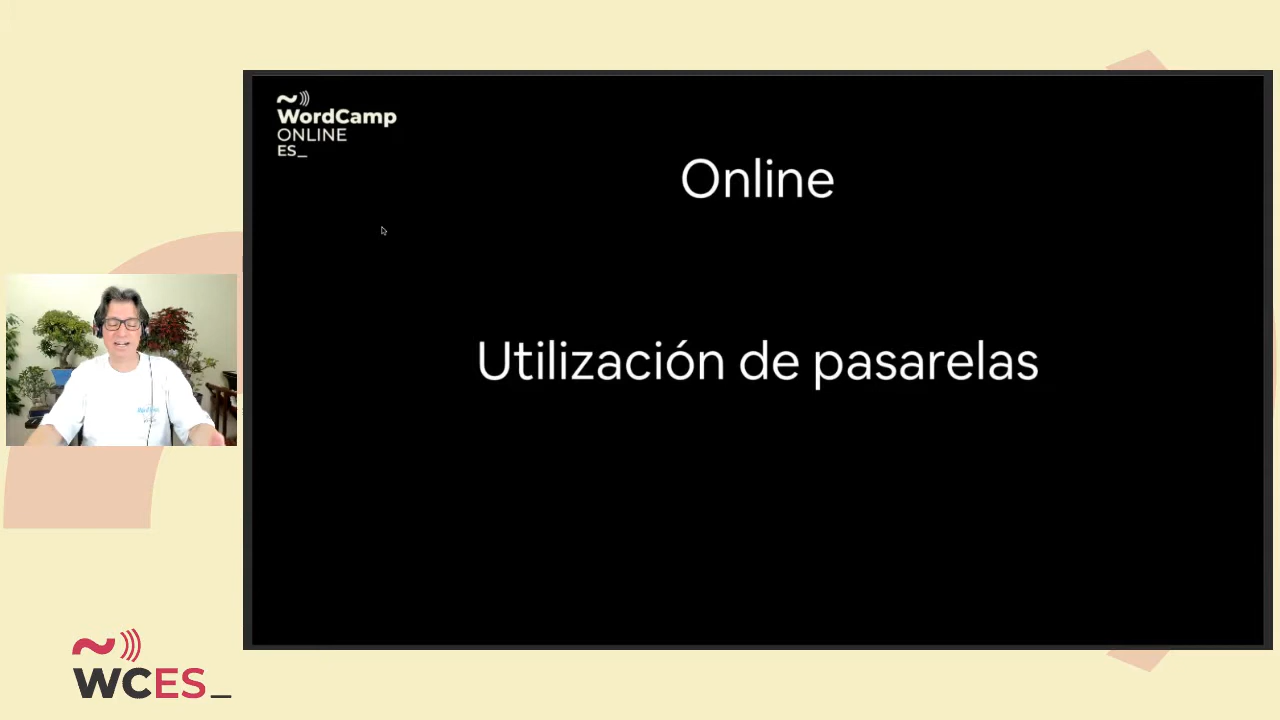 WordCamp
ONLINE
ES_
Online
Utilización de pasarelas
WCES_